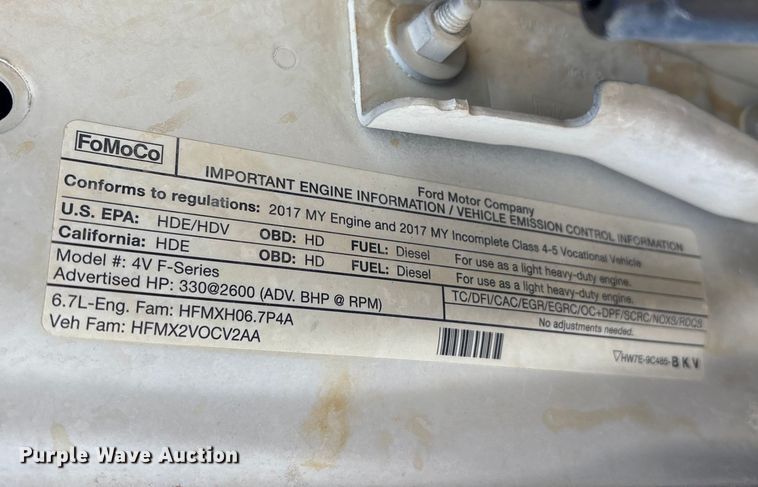 FoMoCo
Ford Motor Company
IMPORTANT ENGINE INFORMATION / VEHICLE EMISSION CONTROL INFORMATION
Conforms to regulations: 2017 MY Engine and 2017 MY Incomplete Class 4-5 Vocational Vehicle
U.S. EPA: HDE/HDV OBD: HD FUEL: Diesel For use as a light heavy-duty engine.
California: HDE OBD: HD FUEL: Diesel For use as a light heavy-duty engine.
Model #: 4V F-Series
Advertised HP: 330@2600 (ADV. BHP @ RPM) TC/DFI/CAC/EGR/EGRC/OC+DPF/SCRC/NOXS/RDQS
6.7L-Eng. Fam: HFMXH06.7P4A No adjustments needed.
Veh Fam: HFMX2VOCV2AA
HW7E-9C485-BKV
Purple Wave Auction